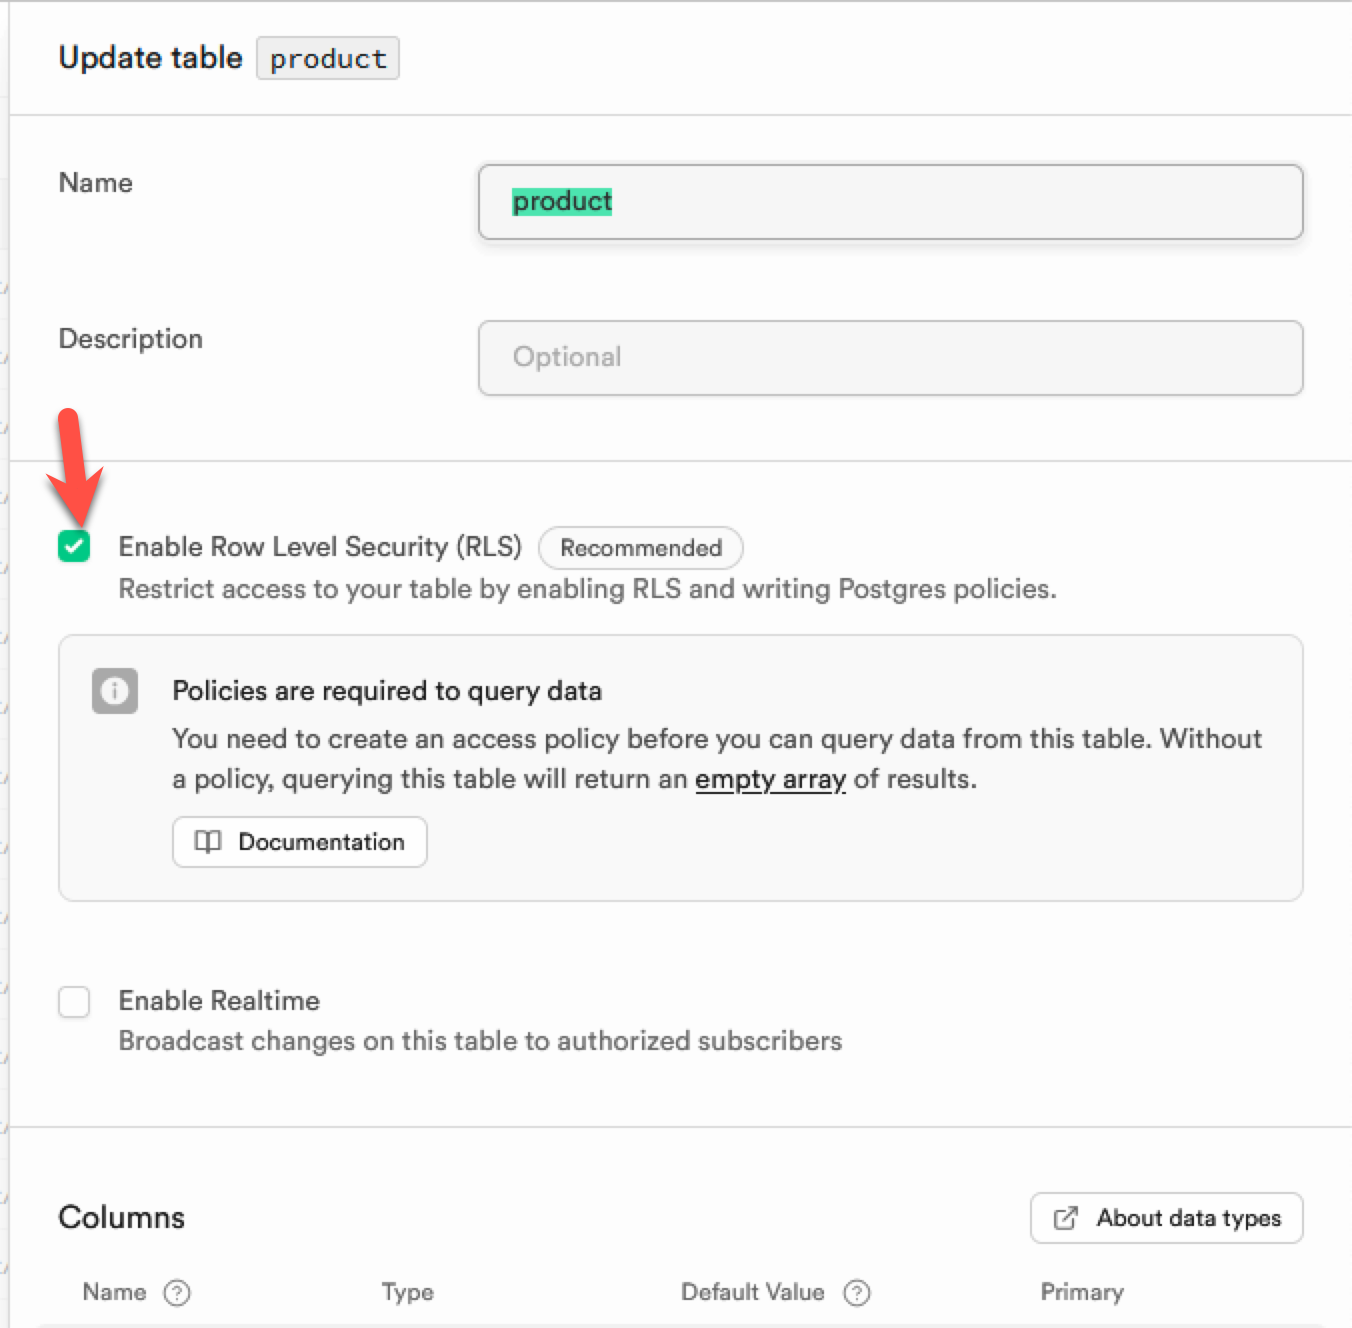 Update table product
Name
product
Description
Optional
Enable Row Level Security (RLS) Recommended
Restrict access to your table by enabling RLS and writing Postgres policies.
Policies are required to query data
You need to create an access policy before you can query data from this table. Without
a policy, querying this table will return an empty array of results.
Documentation
Enable Realtime
Broadcast changes on this table to authorized subscribers
Columns
About data types
Name Type Default Value Primary